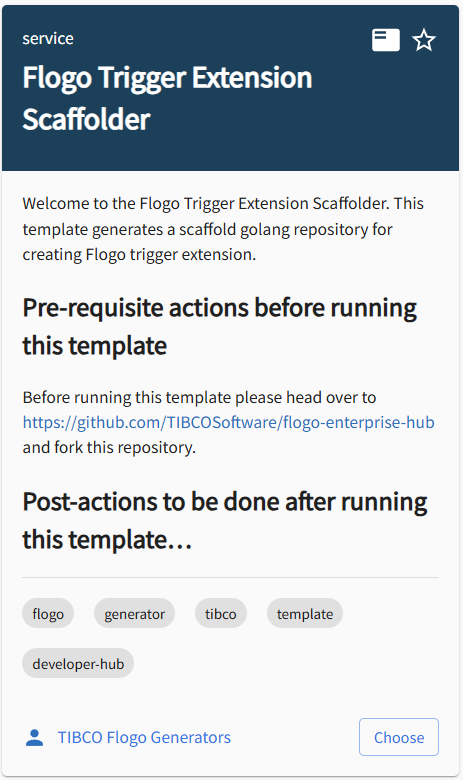 service
Flogo Trigger Extension
Scaffolder
Welcome to the Flogo Trigger Extension Scaffolder. This
template generates a scaffold golang repository for
creating Flogo trigger extension.
Pre-requisite actions before running
this template
Before running this template please head over to
https://github.com/TIBCOSoftware/flogo-enterprise-hub
and fork this repository.
Post-actions to be done after running
this template…
flogo generator tibco template
developer-hub
TIBCO Flogo Generators Choose